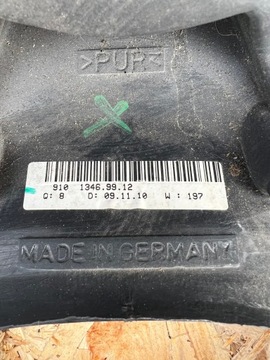 >PUR<
910 1346.99.12
Q: 8 D: 09.11.10 W: 197
MADE IN GERMANY